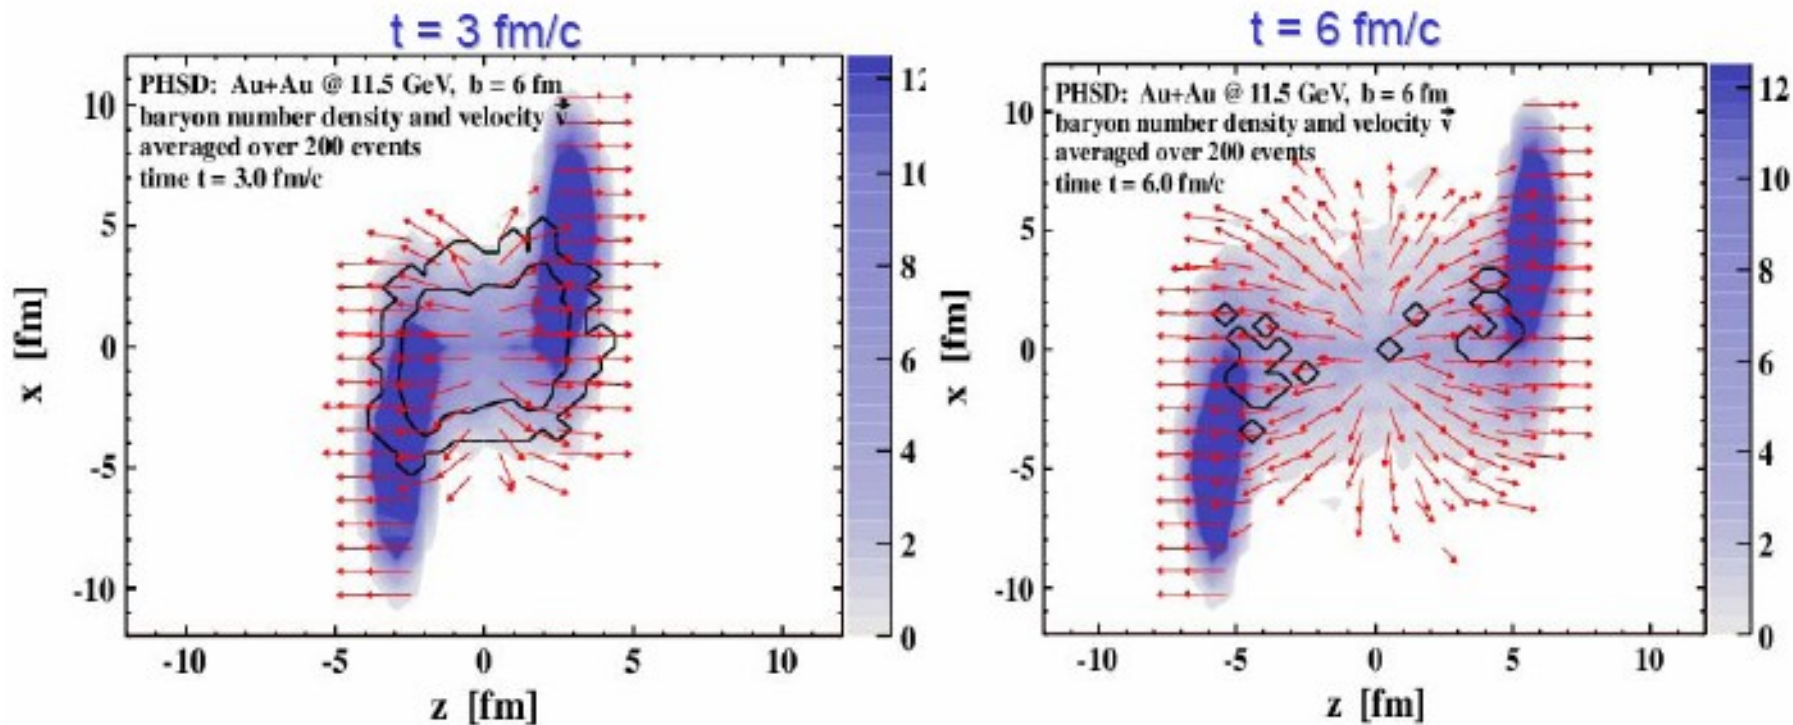 t = 3 fm/c
PHSD: Au+Au @ 11.5 GeV, b = 6 fm
baryon number density and velocity v
averaged over 200 events
time t = 3.0 fm/c
10
5
0
-5
-10
x [fm]
-10 -5 0 5 10
z [fm]
12
10
8
6
4
2
0
t = 6 fm/c
PHSD: Au+Au @ 11.5 GeV, b = 6 fm
baryon number density and velocity v
averaged over 200 events
time t = 6.0 fm/c
10
5
0
-5
-10
x [fm]
-10 -5 0 5 10
z [fm]
12
10
8
6
4
2
0